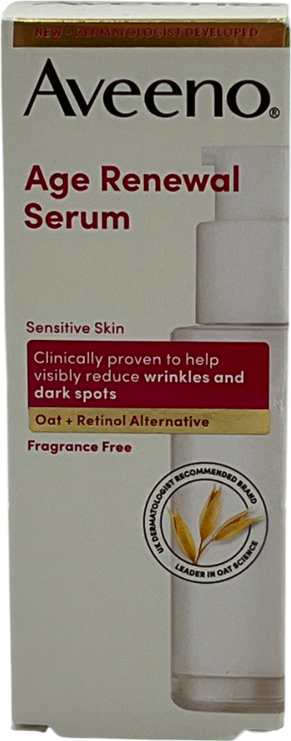 NEW - DERMATOLOGIST DEVELOPED
Aveeno®
Age Renewal
Serum
Sensitive Skin
Clinically proven to help
visibly reduce wrinkles and
dark spots
Oat + Retinol Alternative
Fragrance Free
UK DERMATOLOGIST RECOMMENDED BRAND
LEADER IN OAT SCIENCE